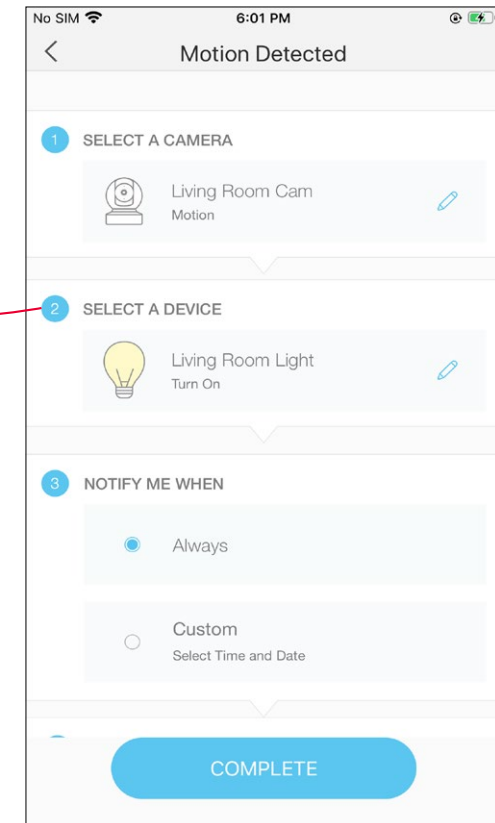 No SIM 6:01 PM
Motion Detected
1 SELECT A CAMERA
Living Room Cam
Motion
2 SELECT A DEVICE
Living Room Light
Turn On
3 NOTIFY ME WHEN
Always
Custom
Select Time and Date
COMPLETE